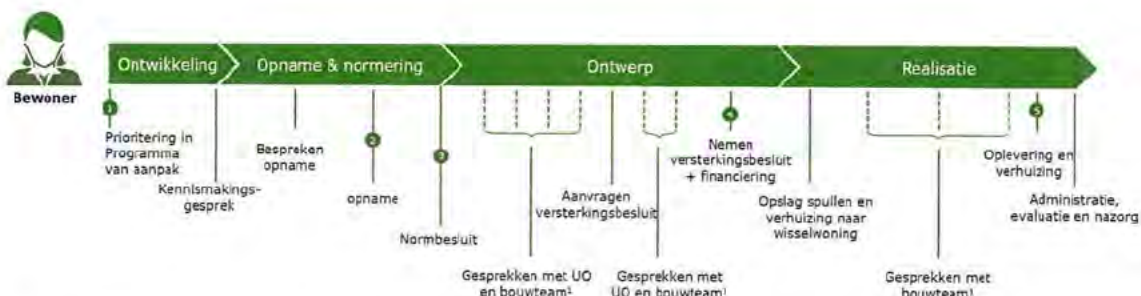 Bewoner
Ontwikkeling
Opname & normering
Ontwerp
Realisatie
1
Prioritering in
Programma
van aanpak
Kennismakings-
gesprek
Bespreken
opname
2
opname
3
Normbesluit
Gesprekken met UO
en bouwteam¹
Aanvragen
versterkingsbesluit
Gesprekken met
UO en bouwteam¹
4
Nemen
versterkingsbesluit
+ financiering
Opslag spullen en
verhuizing naar
wisselwoning
Gesprekken met
bouwteam¹
5
Oplevering en
verhuizing
Administratie,
evaluatie en nazorg